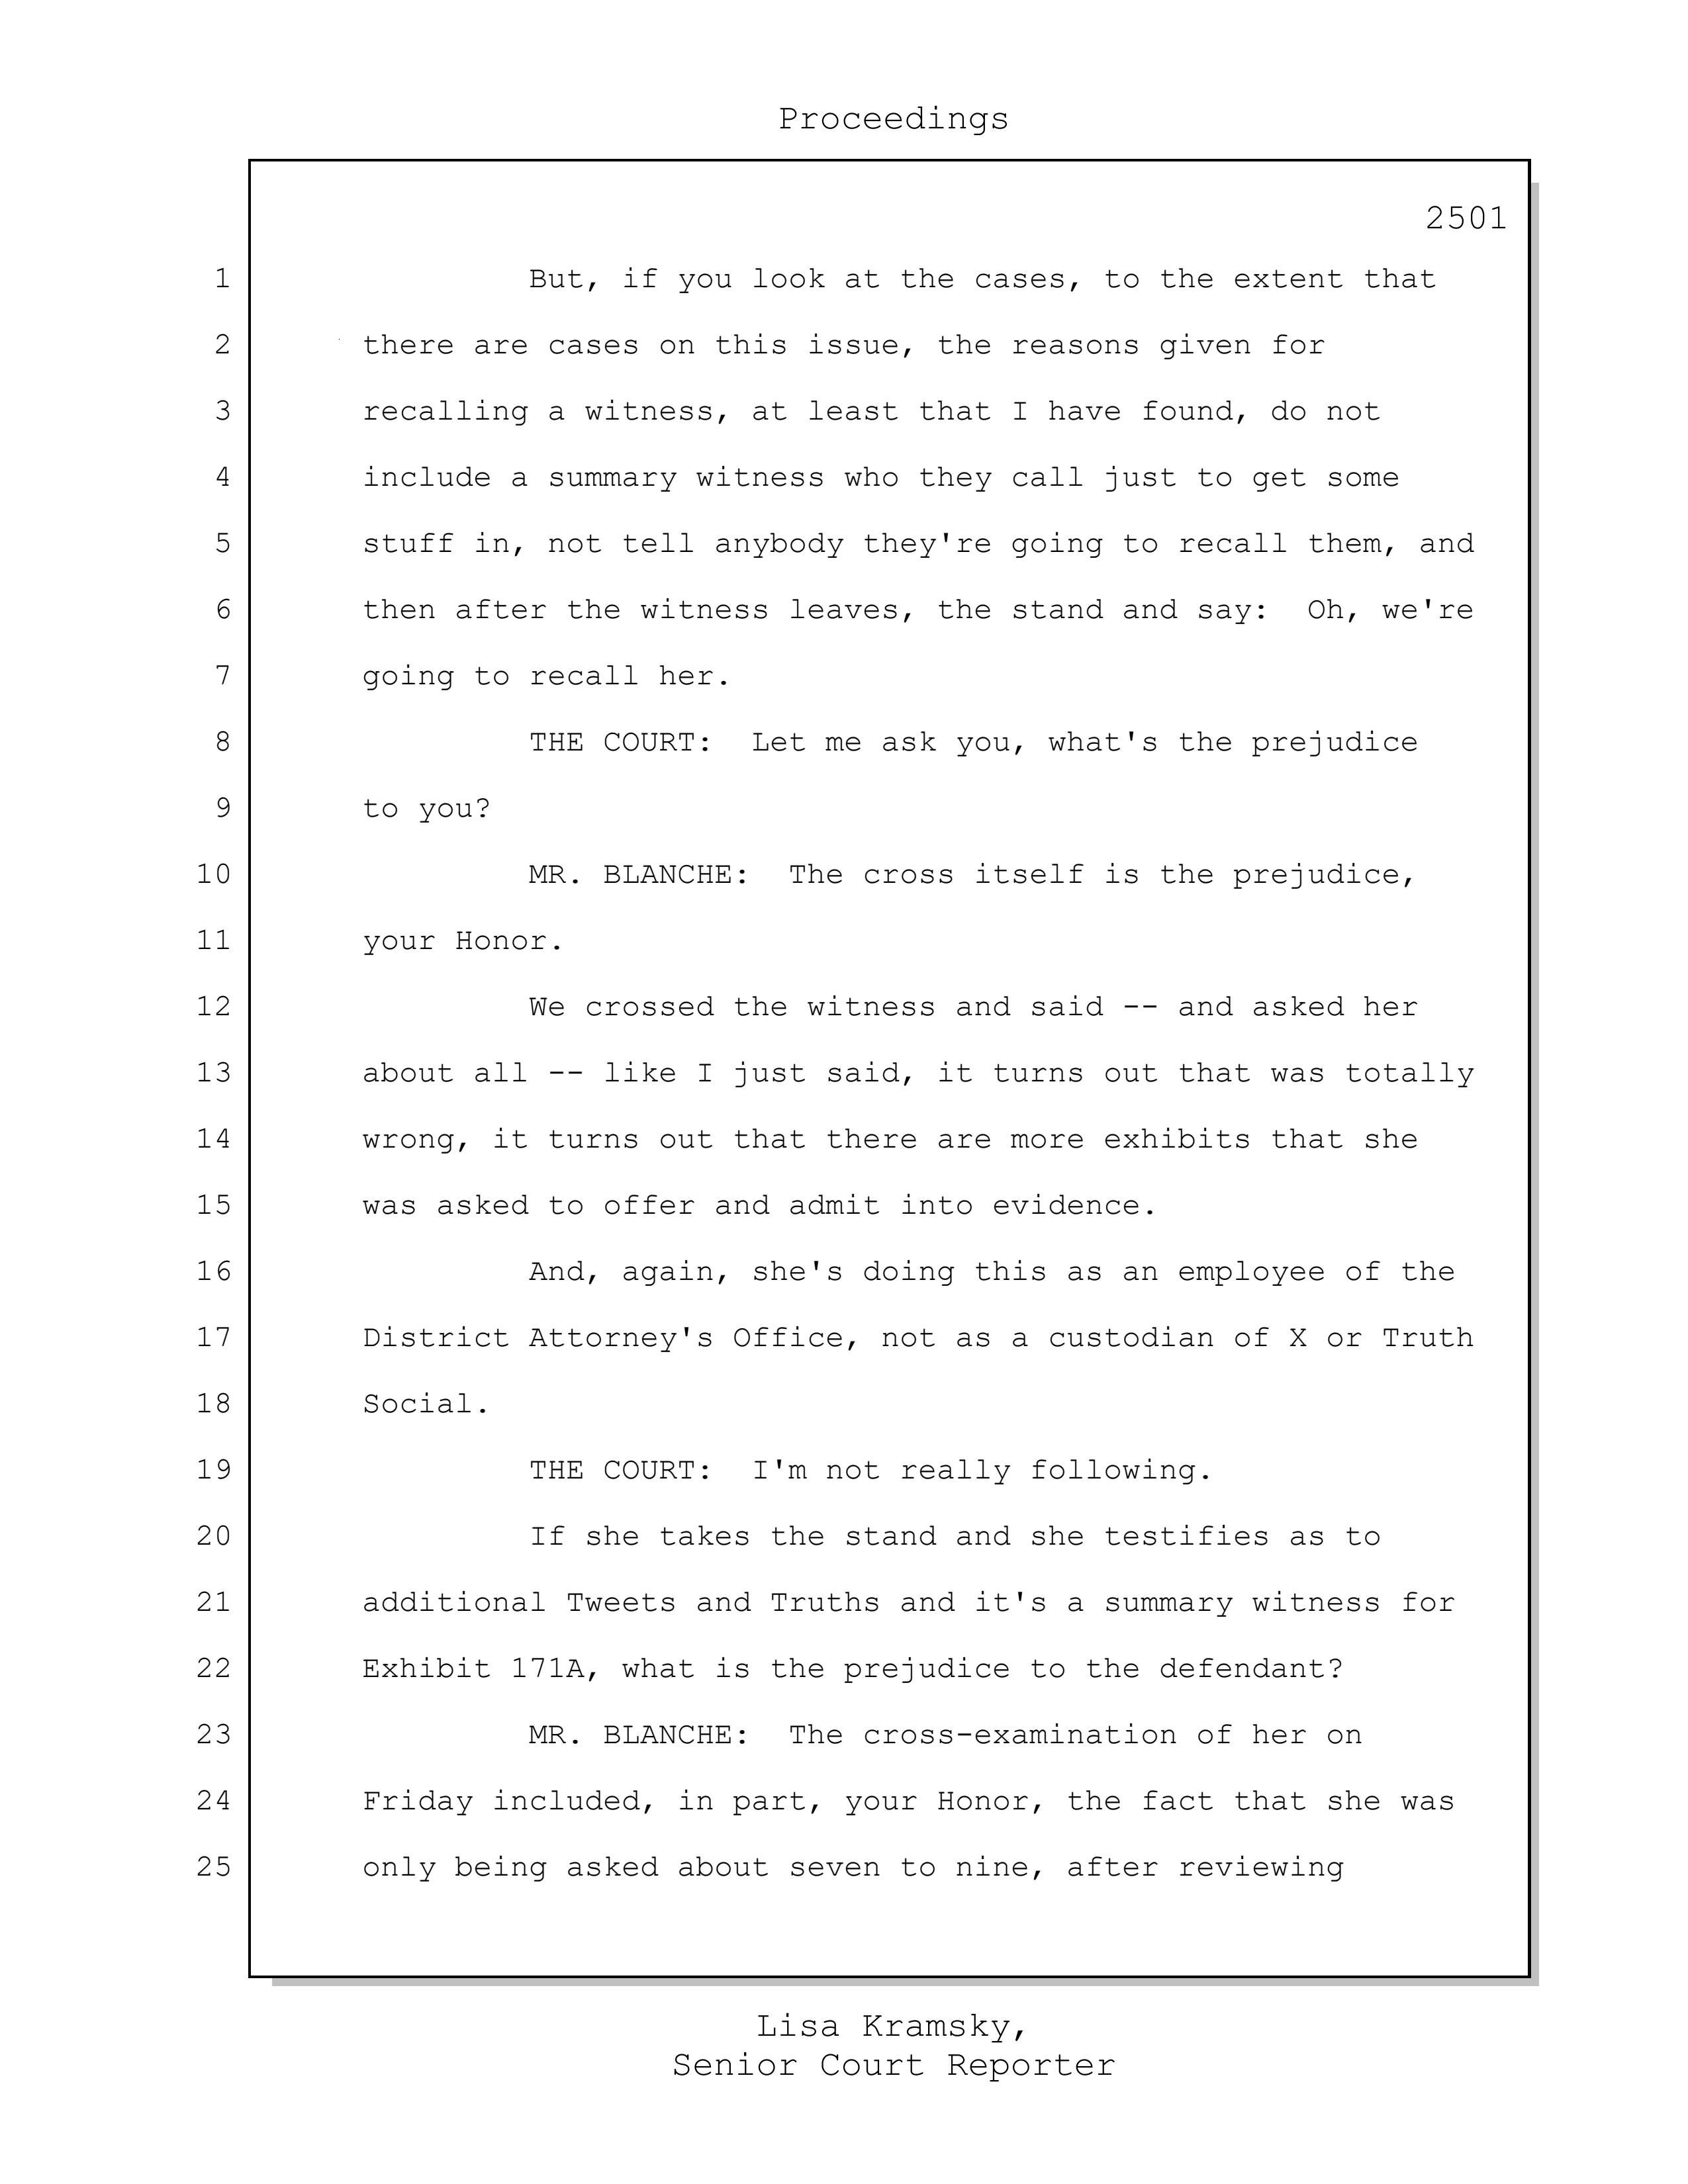 Proceedings
2501
1 But, if you look at the cases, to the extent that
2 there are cases on this issue, the reasons given for
3 recalling a witness, at least that I have found, do not
4 include a summary witness who they call just to get some
5 stuff in, not tell anybody they're going to recall them, and
6 then after the witness leaves, the stand and say:  Oh, we're
7 going to recall her.
8 THE COURT:  Let me ask you, what's the prejudice
9 to you?
10 MR. BLANCHE:  The cross itself is the prejudice,
11 your Honor.
12 We crossed the witness and said -- and asked her
13 about all -- like I just said, it turns out that was totally
14 wrong, it turns out that there are more exhibits that she
15 was asked to offer and admit into evidence.
16 And, again, she's doing this as an employee of the
17 District Attorney's Office, not as a custodian of X or Truth
18 Social.
19 THE COURT:  I'm not really following.
20 If she takes the stand and she testifies as to
21 additional Tweets and Truths and it's a summary witness for
22 Exhibit 171A, what is the prejudice to the defendant?
23 MR. BLANCHE:  The cross-examination of her on
24 Friday included, in part, your Honor, the fact that she was
25 only being asked about seven to nine, after reviewing
Lisa Kramsky,
Senior Court Reporter